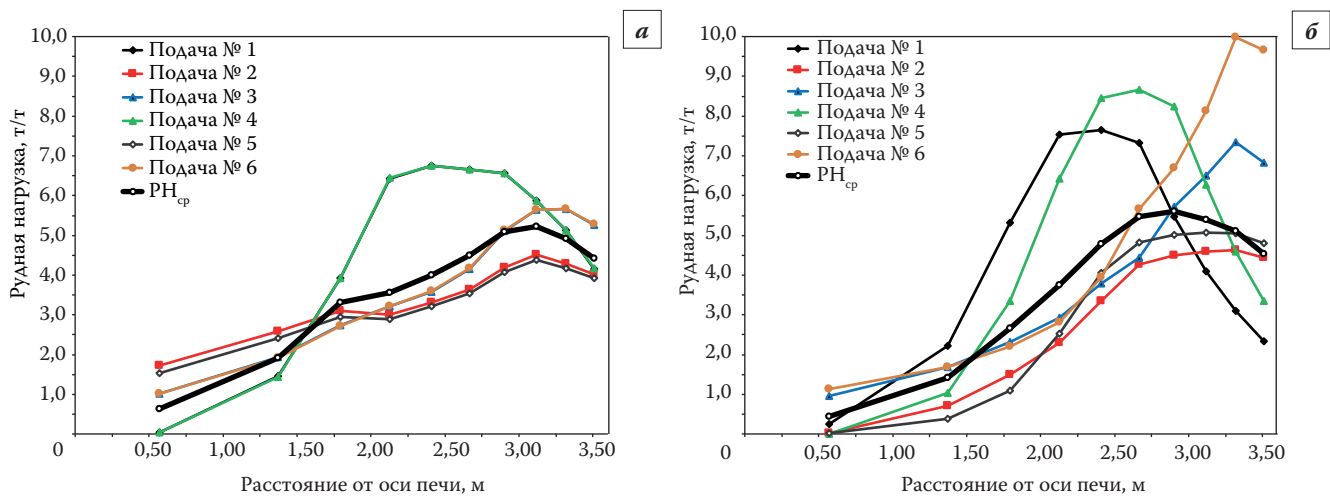 а
10,0
9,0
8,0
7,0
6,0
5,0
4,0
3,0
2,0
1,0
0
Рудная нагрузка, т/т
Подача № 1
Подача № 2
Подача № 3
Подача № 4
Подача № 5
Подача № 6
РНср
0,50
1,00
1,50
2,00
2,50
3,00
3,50
Расстояние от оси печи, м
б
10,0
9,0
8,0
7,0
6,0
5,0
4,0
3,0
2,0
1,0
0
Рудная нагрузка, т/т
Подача № 1
Подача № 2
Подача № 3
Подача № 4
Подача № 5
Подача № 6
РНср
0,50
1,00
1,50
2,00
2,50
3,00
3,50
Расстояние от оси печи, м